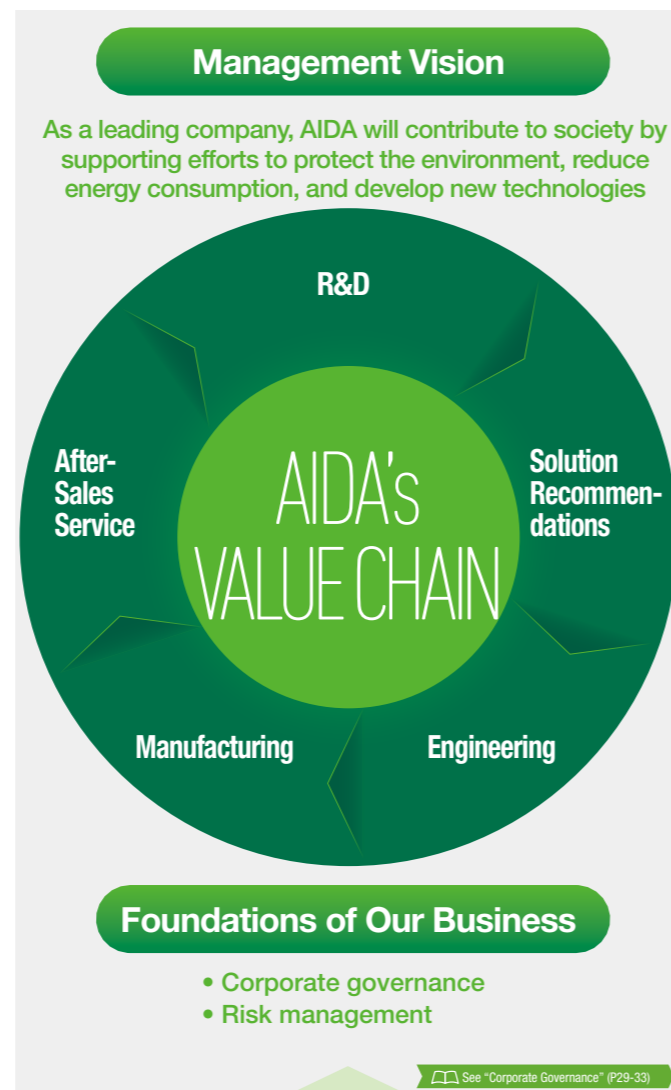 Management Vision
As a leading company, AIDA will contribute to society by
supporting efforts to protect the environment, reduce
energy consumption, and develop new technologies
R&D
After-
Sales
Service
AIDA's
VALUE CHAIN
Solution
Recommen-
dations
Manufacturing
Engineering
Foundations of Our Business
• Corporate governance
• Risk management
See “Corporate Governance” (P29-33)